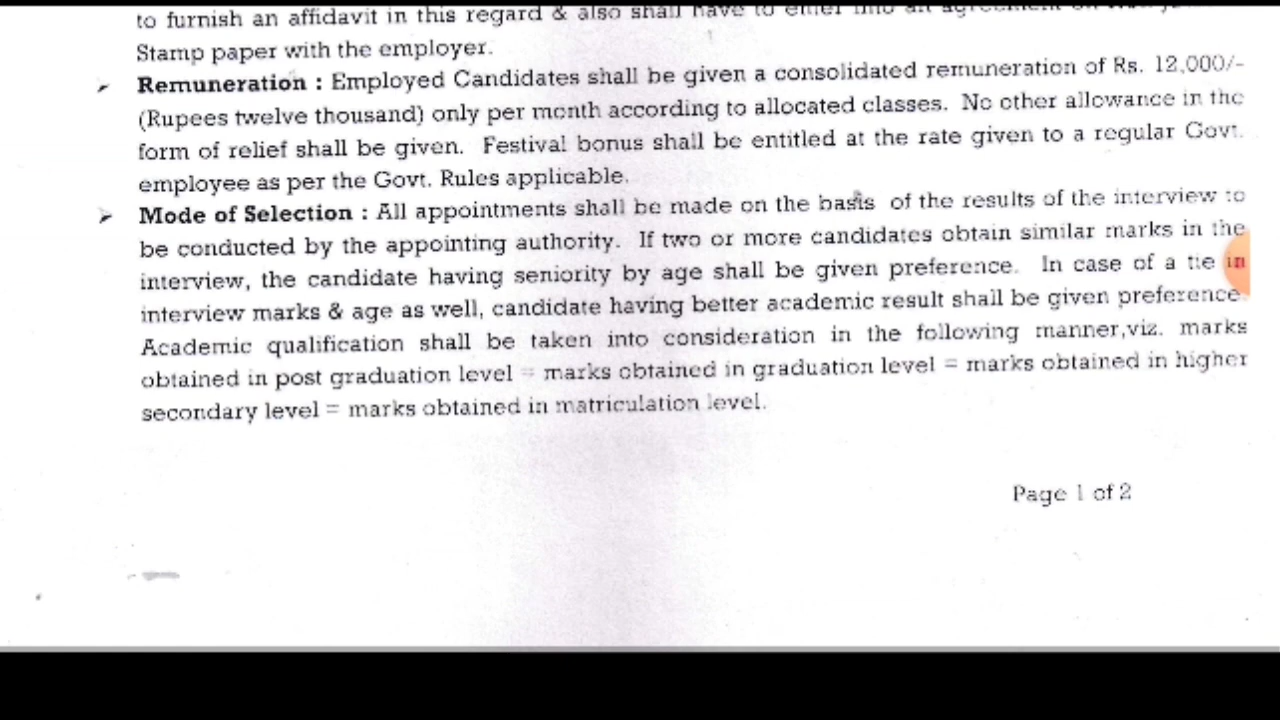 to furnish an affidavit in this regard & also shall have to enter into an agreement on
Stamp paper with the employer.
➢ Remuneration : Employed Candidates shall be given a consolidated remuneration of Rs. 12,000/-
(Rupees twelve thousand) only per month according to allocated classes. No other allowance in the
form of relief shall be given. Festival bonus shall be entitled at the rate given to a regular Govt.
employee as per the Govt. Rules applicable.
➢ Mode of Selection : All appointments shall be made on the basis of the results of the interview to
be conducted by the appointing authority. If two or more candidates obtain similar marks in the
interview, the candidate having seniority by age shall be given preference. In case of a tie in
interview marks & age as well, candidate having better academic result shall be given preference.
Academic qualification shall be taken into consideration in the following manner,viz. marks
obtained in post graduation level = marks obtained in graduation level = marks obtained in higher
secondary level = marks obtained in matriculation level.
Page 1 of 2